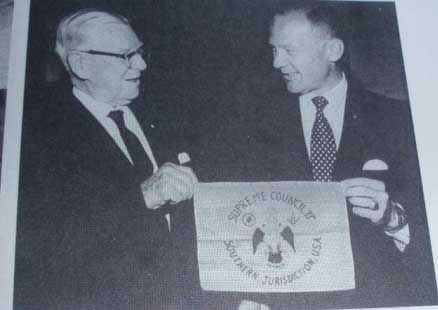 SUPREME COUNCIL, 33°
SOUTHERN JURISDICTION, USA